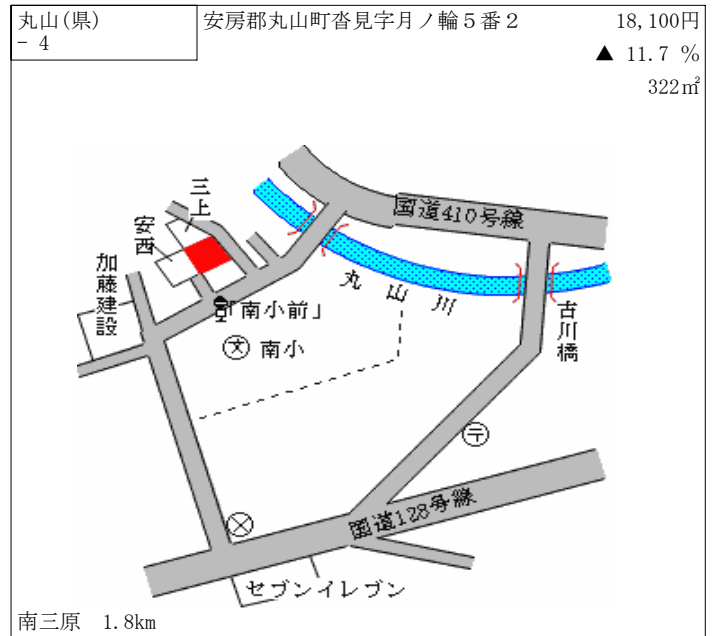 丸山(県)
- 4
安房郡丸山町沓見字月ノ輪５番２
18,100円
▲ 11.7 %
322㎡
三上
安西
加藤建設
国道410号線
丸山川
古川橋
「南小前」
文 南小
〒
国道128号線
セブンイレブン
南三原 1.8km